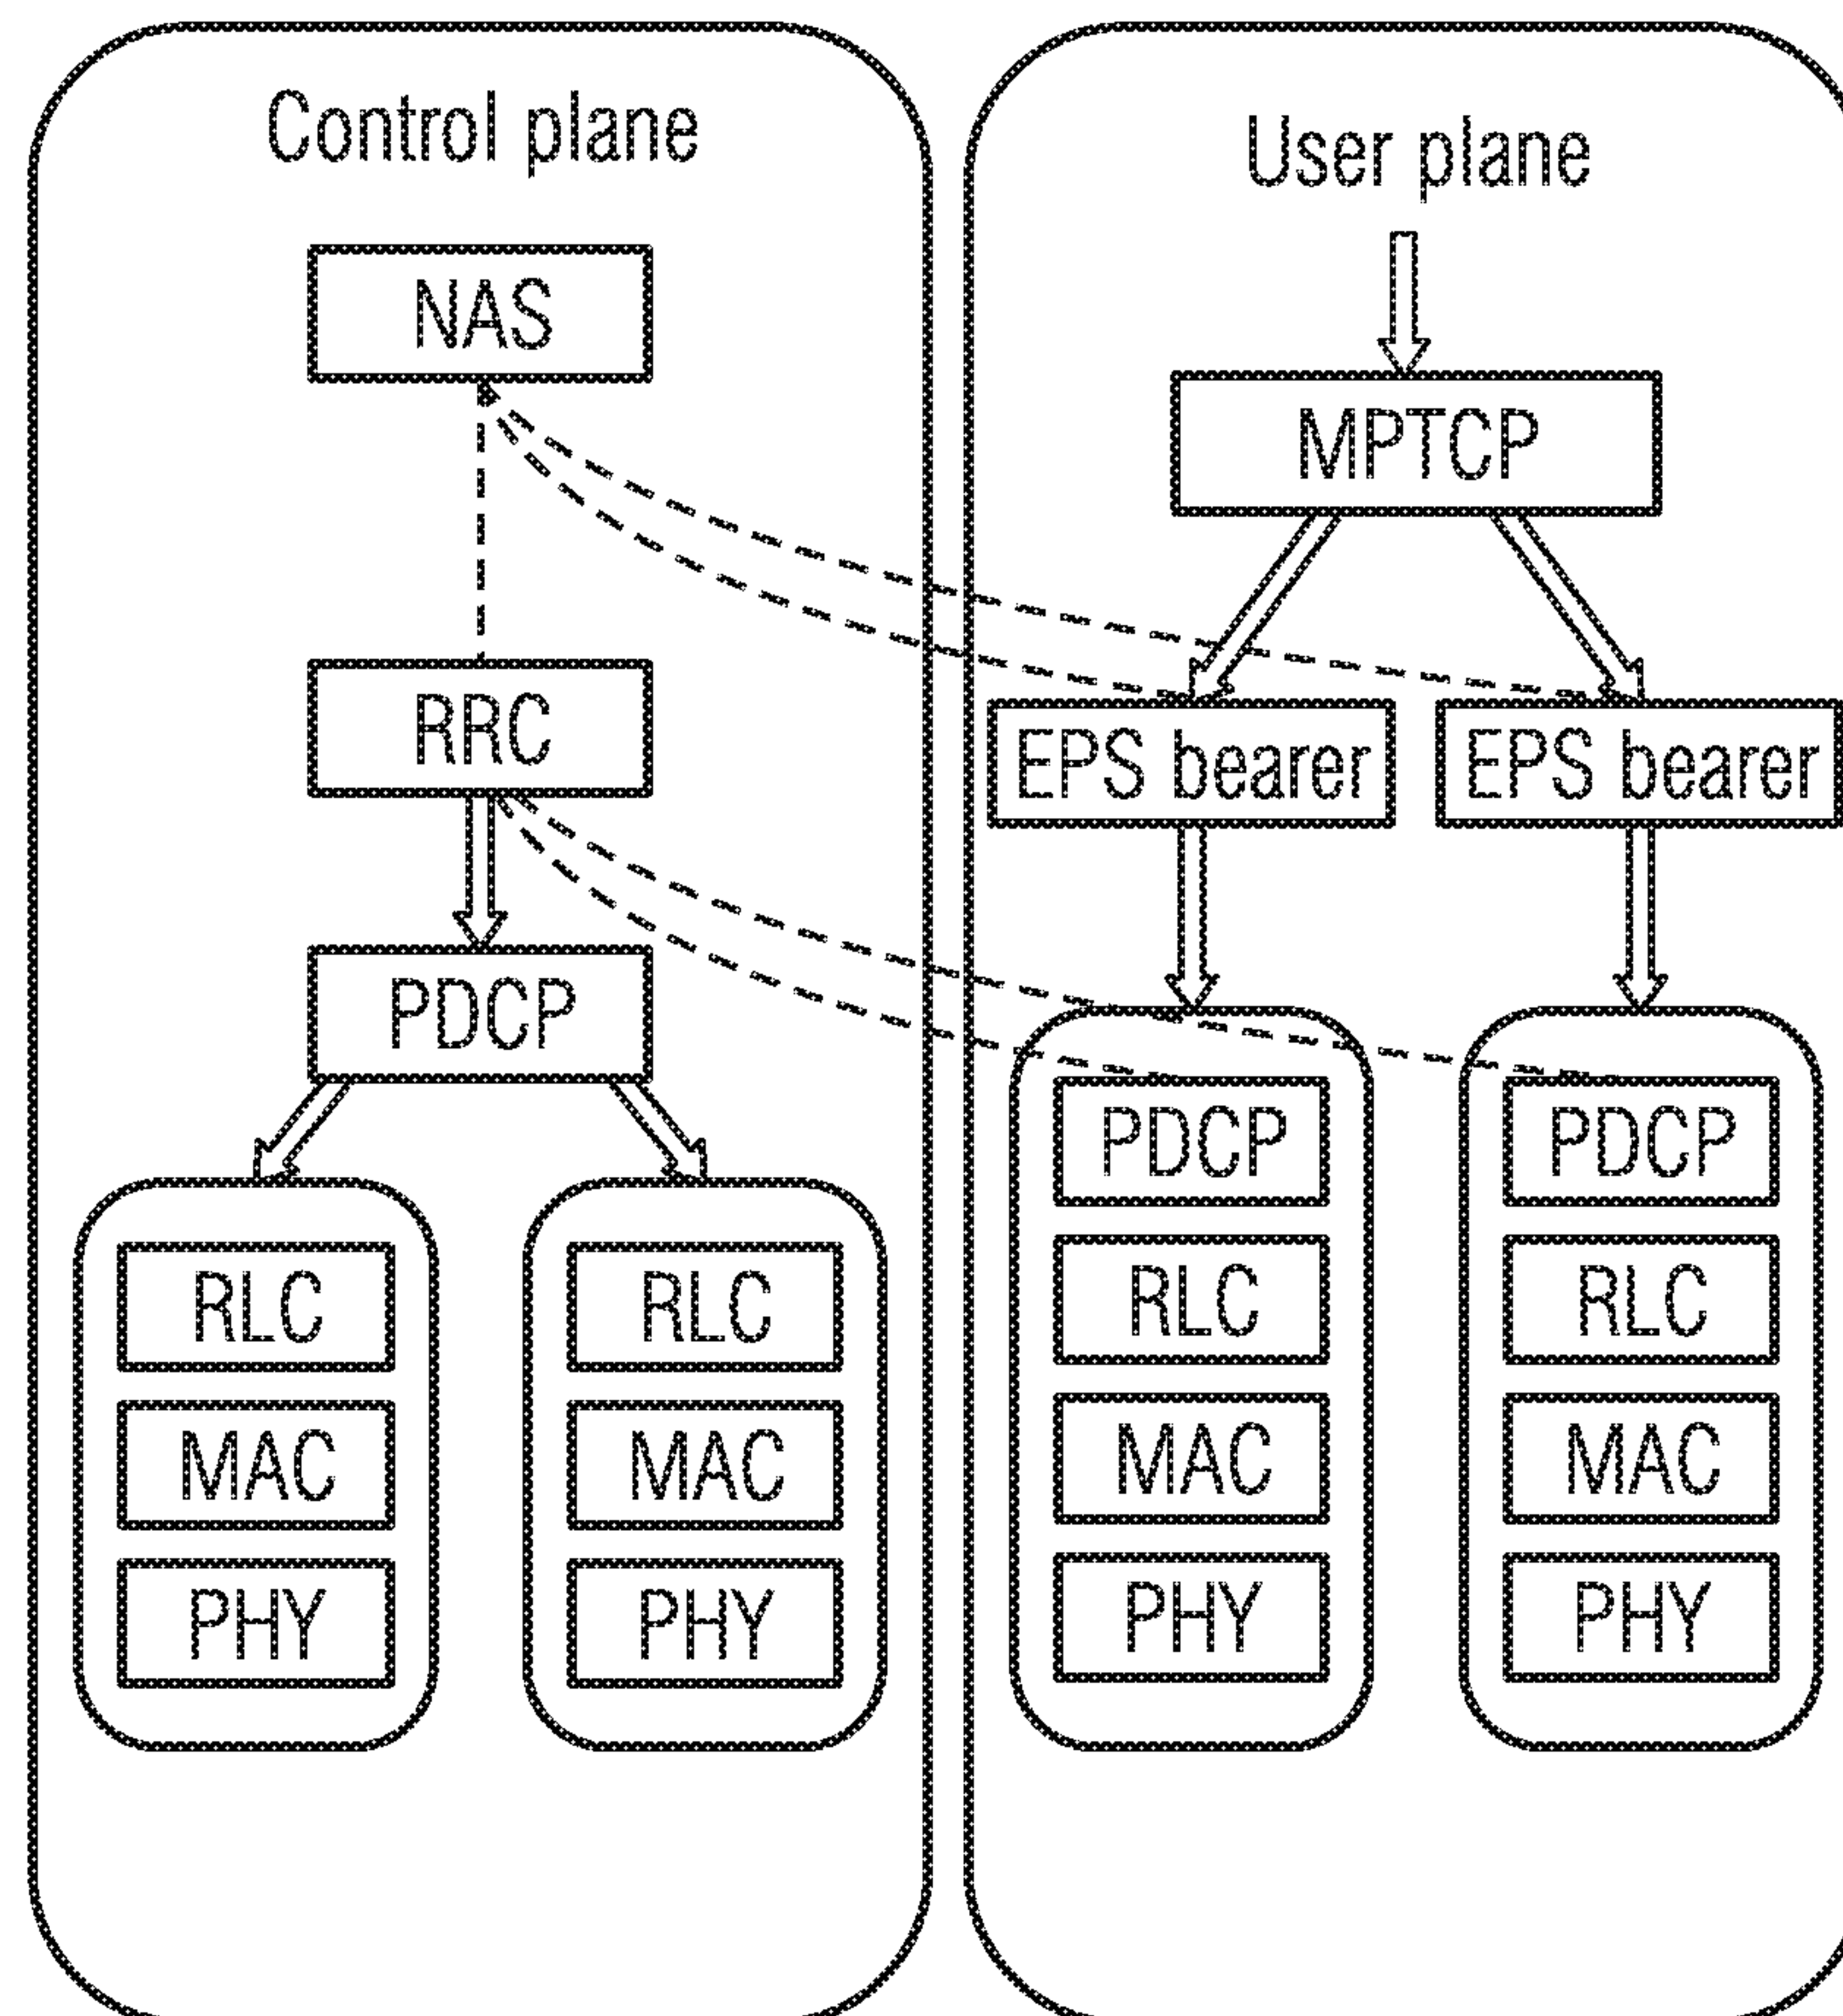 Control plane
NAS
RRC
PDCP
RLC
MAC
PHY
RLC
MAC
PHY
User plane
MPTCP
EPS bearer
EPS bearer
PDCP
RLC
MAC
PHY
PDCP
RLC
MAC
PHY